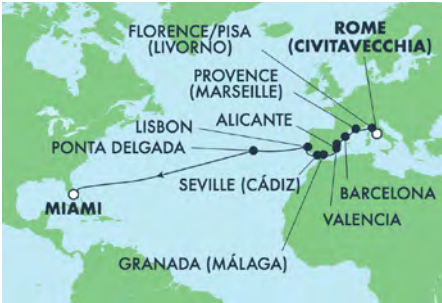 FLORENCE/PISA
(LIVORNO)
ROME
(CIVITAVECCHIA)
PROVENCE
(MARSEILLE)
ALICANTE
LISBON
PONTA DELGADA
SEVILLE (CÁDIZ)
BARCELONA
MIAMI
VALENCIA
GRANADA (MÁLAGA)